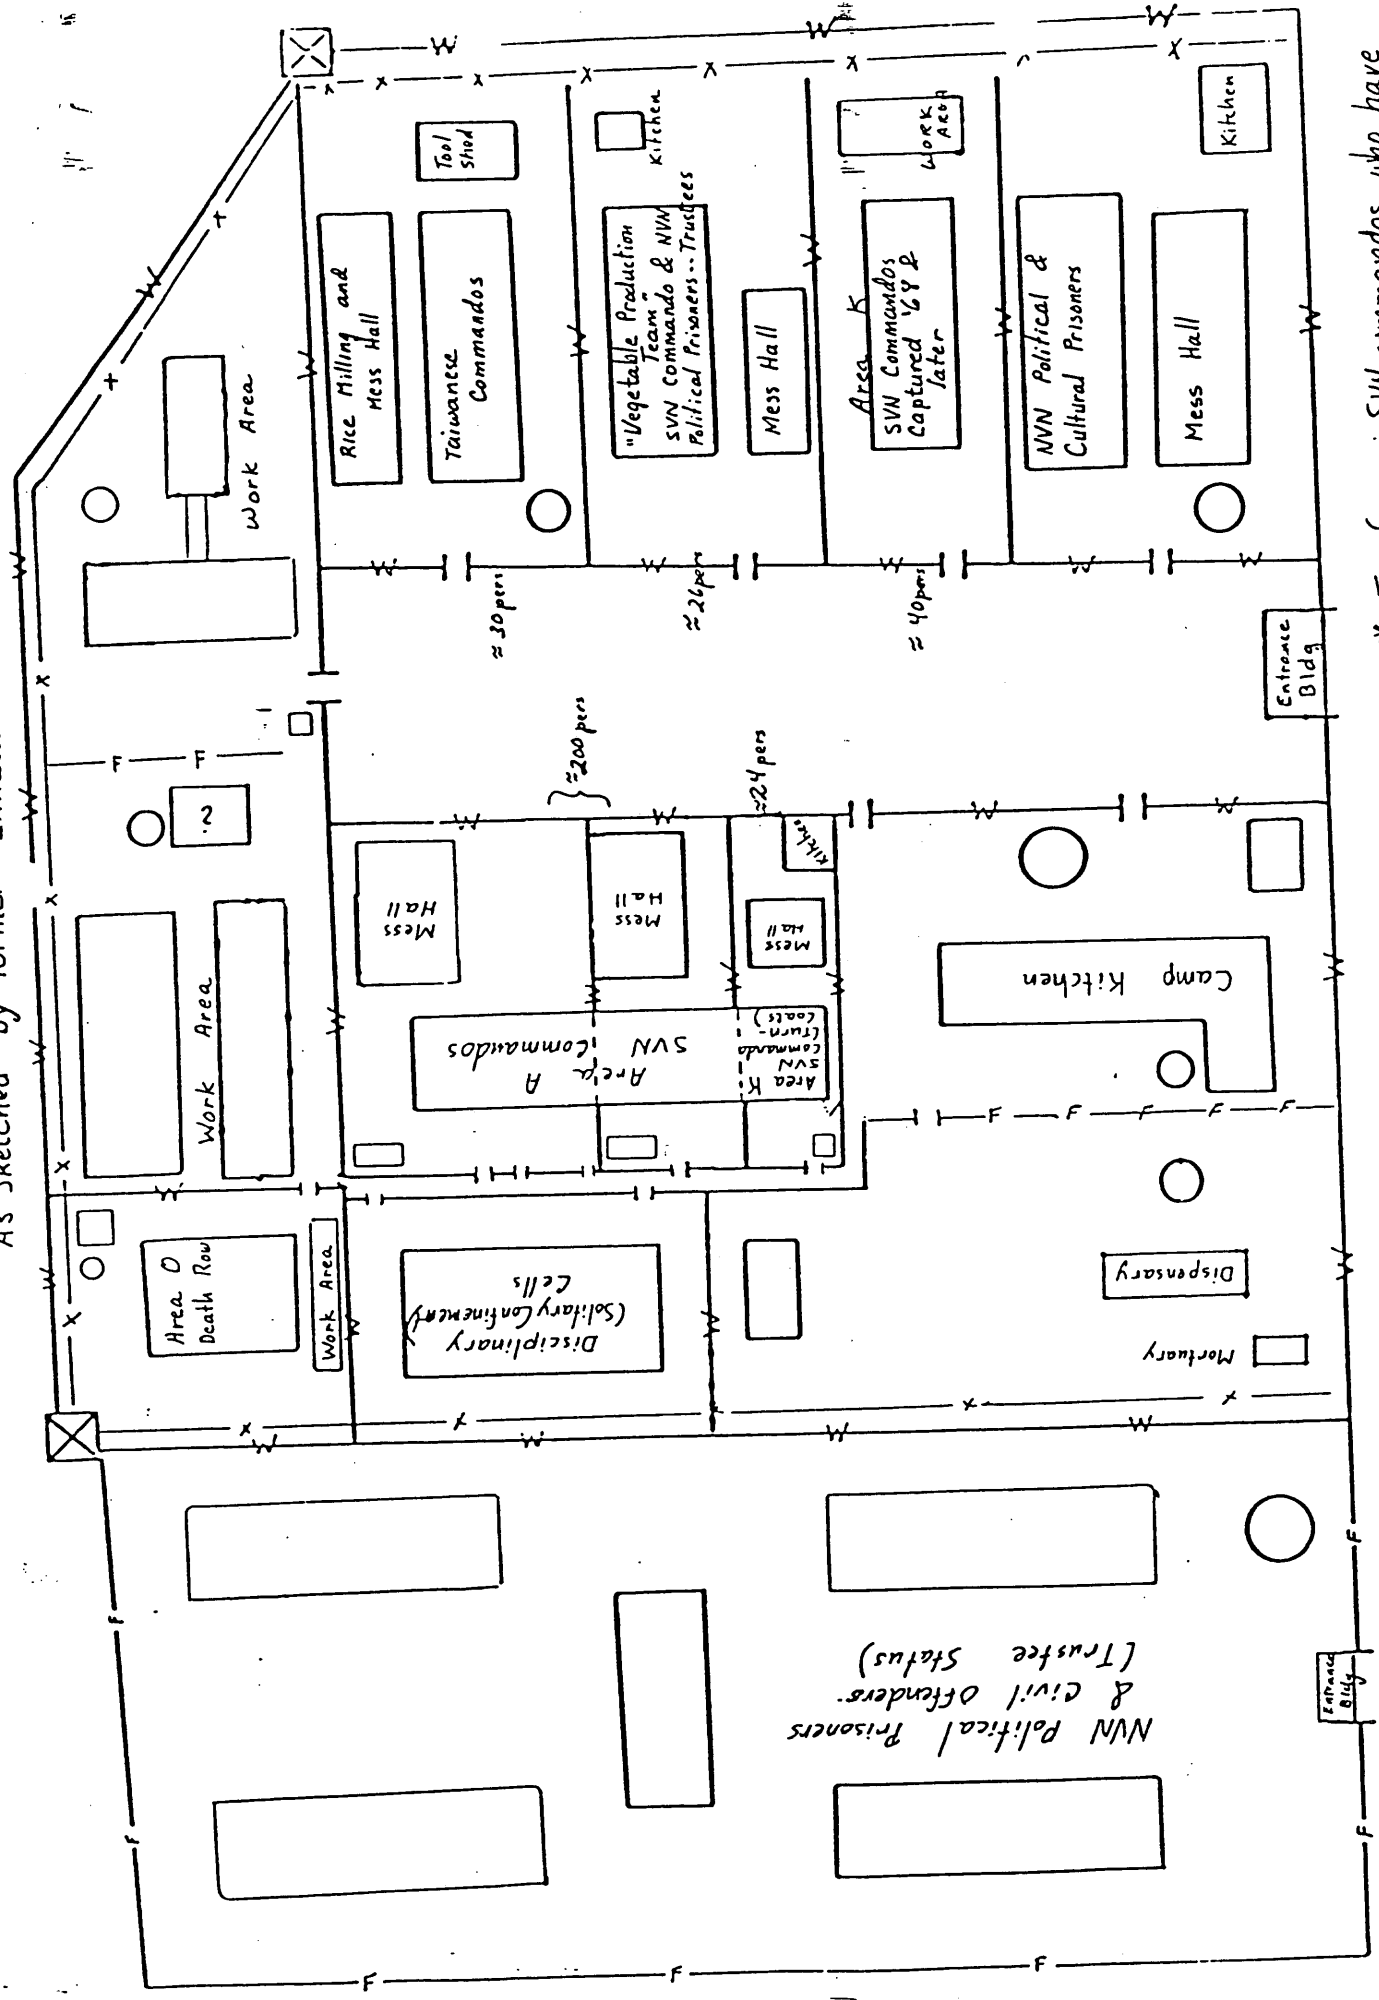 As sketched by former
W
W
W
X
X
W
X
+
+
W
W
X
X
X
X
X
X
W
W
F
F
?
Work Area
Work Area
Area O
Death Row
Work Area
Rice Milling and
Mess Hall
Taiwanese
Commandos
Tool
Shed
≈ 30 pers
"Vegetable Production
Team"
SVN Commando & NVN
Political Prisoners -- Trustees
Kitchen
Mess Hall
≈ 26 pers
Area K
SVN Commandos
Captured '68 &
later
WORK
AREA
≈ 40 pers
NVN Political &
Cultural Prisoners
Mess Hall
Kitchen
Entrance
Bldg
≈ 200 pers
≈ 24 pers
Mess
Hall
Mess
Hall
Mess
Hall
Kitchen
Area A
SVN Commandos
Area K
SVN
Commando
(turn-
coats)
Camp Kitchen
F F F F F
Disciplinary
(Solitary Confinement)
Cells
Dispensary
Mortuary
NVN Political Prisoners
& Civil Offenders.
(Trustee Status)
Entrance
Bldg
F
F
F
F
F
F
F
SVN commandos who have